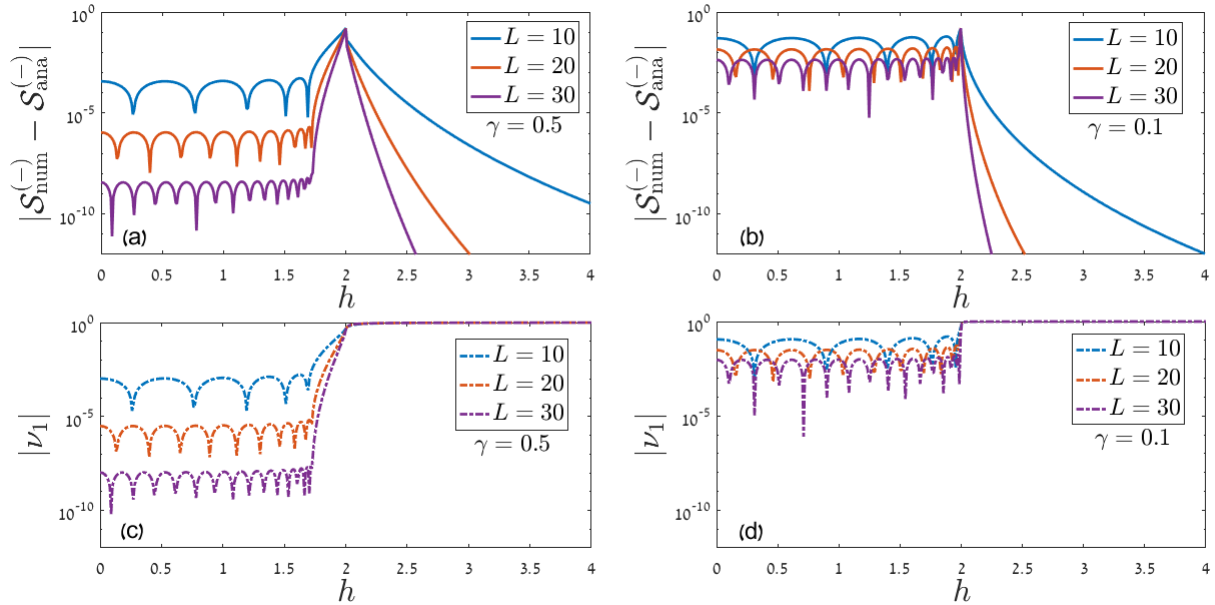 |𝒮_num^(−) − 𝒮_ana^(−)|
10^0
10^-5
10^-10
L = 10
L = 20
L = 30
γ = 0.5
(a)
0 0.5 1 1.5 2 2.5 3 3.5 4
h
|𝒮_num^(−) − 𝒮_ana^(−)|
10^0
10^-5
10^-10
L = 10
L = 20
L = 30
γ = 0.1
(b)
0 0.5 1 1.5 2 2.5 3 3.5 4
h
|ν_1|
10^0
10^-5
10^-10
L = 10
L = 20
L = 30
γ = 0.5
(c)
0 0.5 1 1.5 2 2.5 3 3.5 4
h
|ν_1|
10^0
10^-5
10^-10
L = 10
L = 20
L = 30
γ = 0.1
(d)
0 0.5 1 1.5 2 2.5 3 3.5 4
h